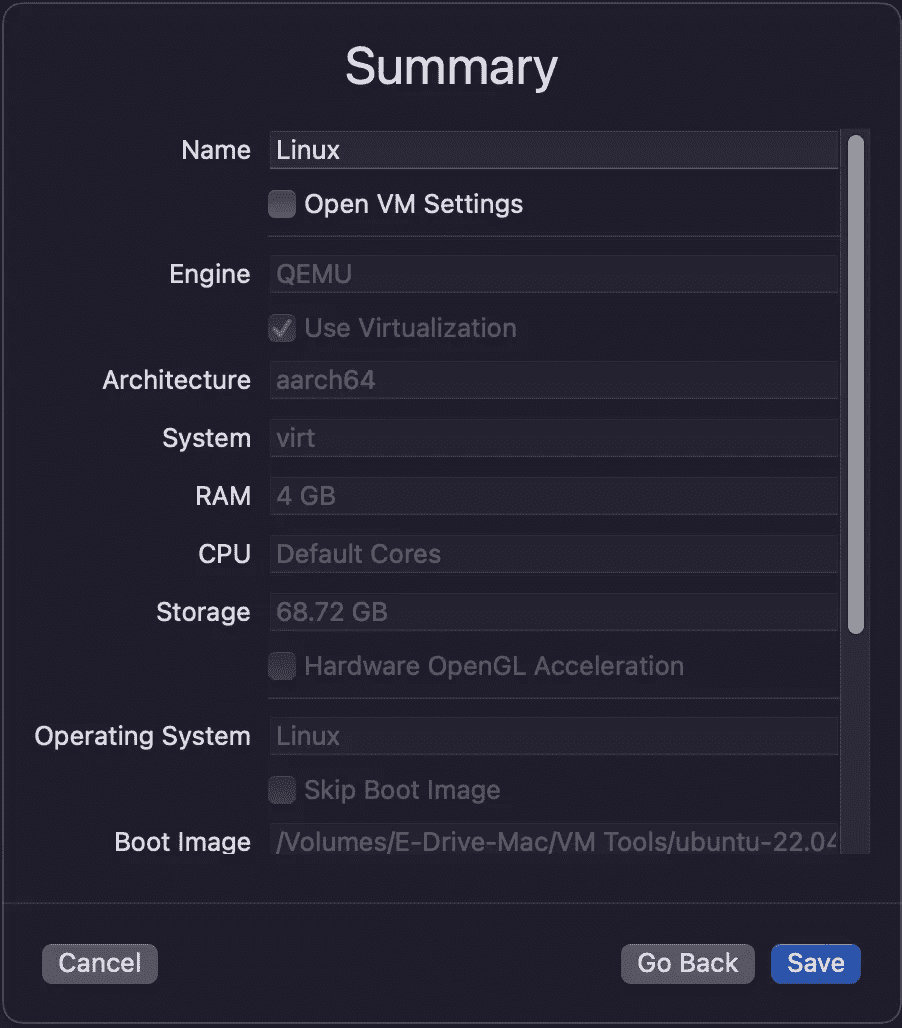 Summary
Name Linux
Open VM Settings
Engine QEMU
Use Virtualization
Architecture aarch64
System virt
RAM 4 GB
CPU Default Cores
Storage 68.72 GB
Hardware OpenGL Acceleration
Operating System Linux
Skip Boot Image
Boot Image /Volumes/E-Drive-Mac/VM Tools/ubuntu-22.04
Cancel Go Back Save